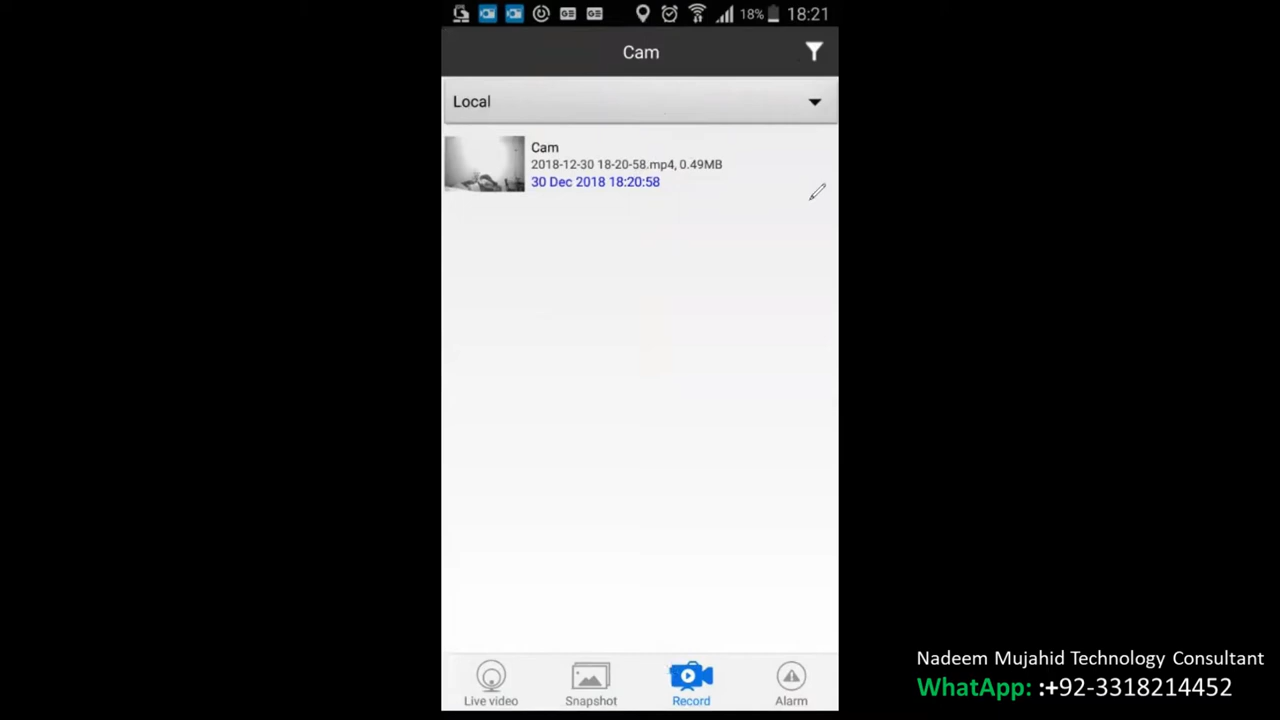 18% 18:21
Cam
Local
Cam
2018-12-30 18-20-58.mp4, 0.49MB
30 Dec 2018 18:20:58
Live video
Snapshot
Record
Alarm
Nadeem Mujahid Technology Consultant
WhatApp: :+92-3318214452